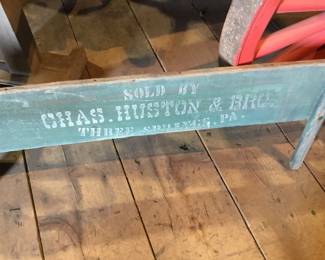 SOLD BY
CHAS. HUSTON & BRO.
THREE SPRINGS, PA.